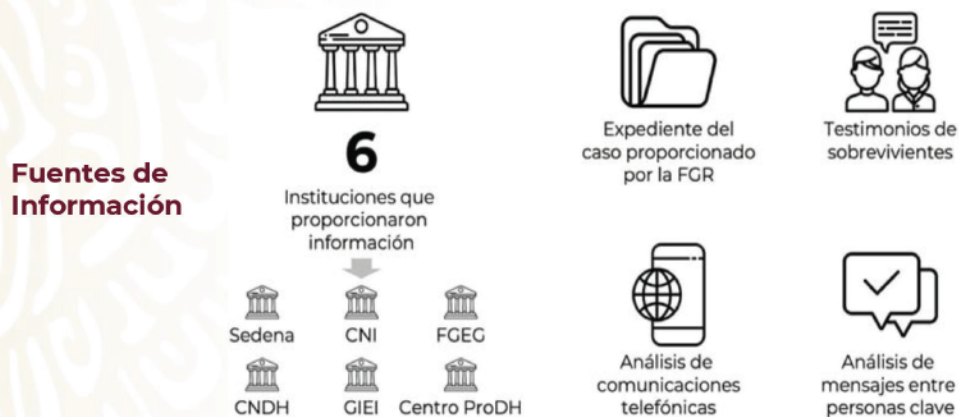 Fuentes de
Información
6
Instituciones que
proporcionaron
información
Sedena
CNI
FGEG
CNDH
GIEI
Centro ProDH
Expediente del
caso proporcionado
por la FGR
Testimonios de
sobrevivientes
Análisis de
comunicaciones
telefónicas
Análisis de
mensajes entre
personas clave